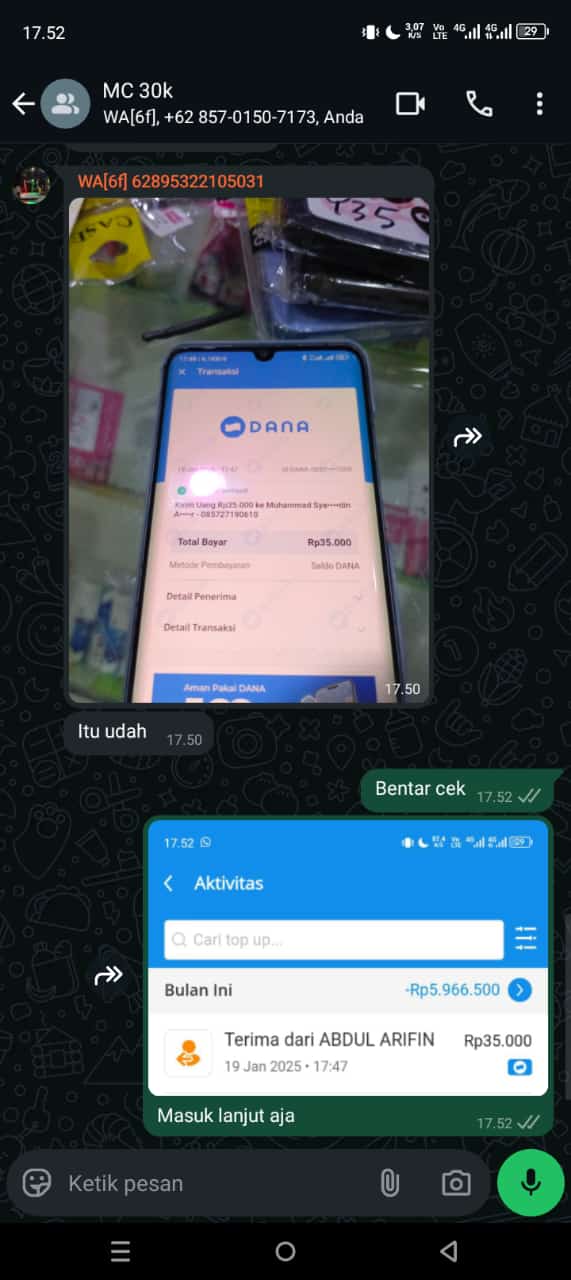 17.52
3,07
K/S
Vo
LTE
4G
4G
29
MC 30k
WA[6f], +62 857-0150-7173, Anda
WA[6f] 62895322105031
CASE
Y35
Transaksi
DANA
Kirim Uang Rp35.000 ke Muhammad Sya••••din
A••••r - 085727190610
Total Bayar Rp35.000
Metode Pembayaran Saldo DANA
Detail Penerima
Detail Transaksi
Aman Pakai DANA
17.50
Itu udah 17.50
Bentar cek 17.52
17.52
Aktivitas
Cari top up...
Bulan Ini -Rp5.966.500
Terima dari ABDUL ARIFIN Rp35.000
19 Jan 2025 • 17:47
Masuk lanjut aja
17.52
Ketik pesan